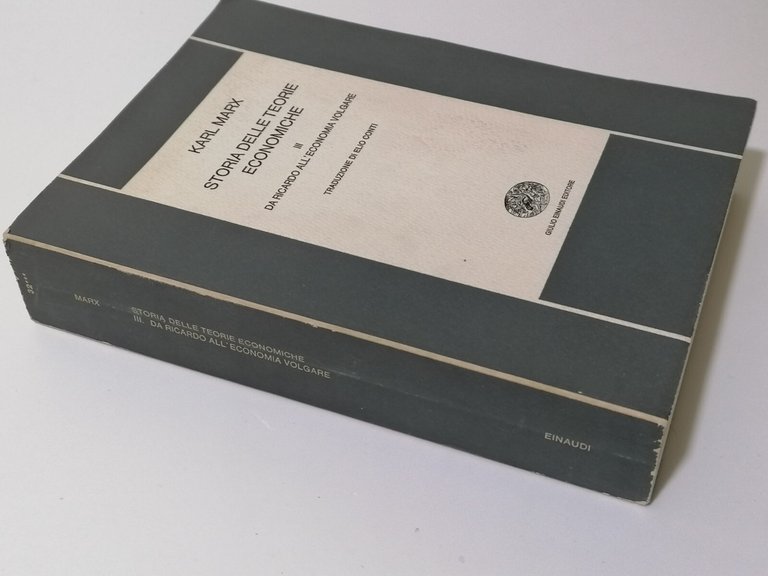 KARL MARX
STORIA DELLE TEORIE
ECONOMICHE
III
DA RICARDO ALL'ECONOMIA VOLGARE
TRADUZIONE DI ELIO CONTI
GIULIO EINAUDI EDITORE
MARX
STORIA DELLE TEORIE ECONOMICHE
III. DA RICARDO ALL'ECONOMIA VOLGARE
EINAUDI